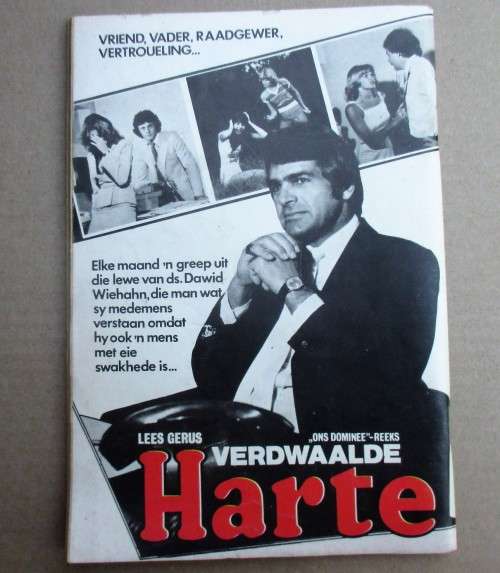 VRIEND, VADER, RAADGEWER,
VERTROUELING...
Elke maand 'n greep uit
die lewe van ds. Dawid
Wiehahn, die man wat
sy medemens
verstaan omdat
hy ook 'n mens
met eie
swakhede is...
LEES GERUS „ONS DOMINEE"-REEKS
VERDWAALDE
Harte